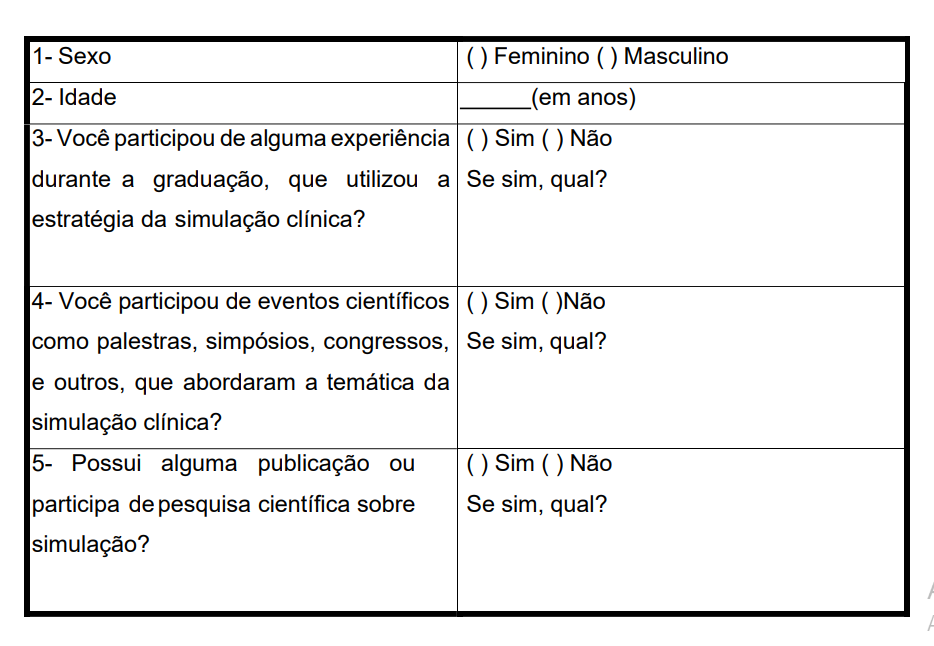 1- Sexo
( ) Feminino ( ) Masculino
2- Idade
______(em anos)
3- Você participou de alguma experiência
durante a graduação, que utilizou a
estratégia da simulação clínica?
( ) Sim ( ) Não
Se sim, qual?
4- Você participou de eventos científicos
como palestras, simpósios, congressos,
e outros, que abordaram a temática da
simulação clínica?
( ) Sim ( )Não
Se sim, qual?
5- Possui alguma publicação ou
participa de pesquisa científica sobre
simulação?
( ) Sim ( ) Não
Se sim, qual?